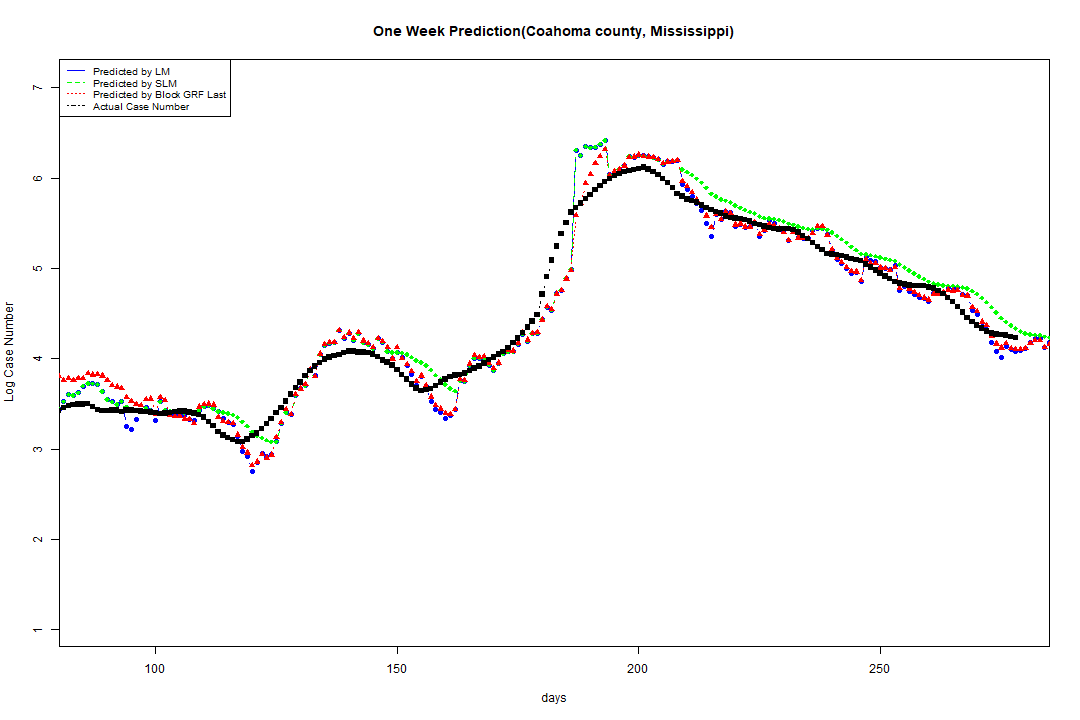 One Week Prediction(Coahoma county, Mississippi)
Predicted by LM
Predicted by SLM
Predicted by Block GRF Last
Actual Case Number
7
6
5
4
3
2
1
Log Case Number
100 150 200 250
days